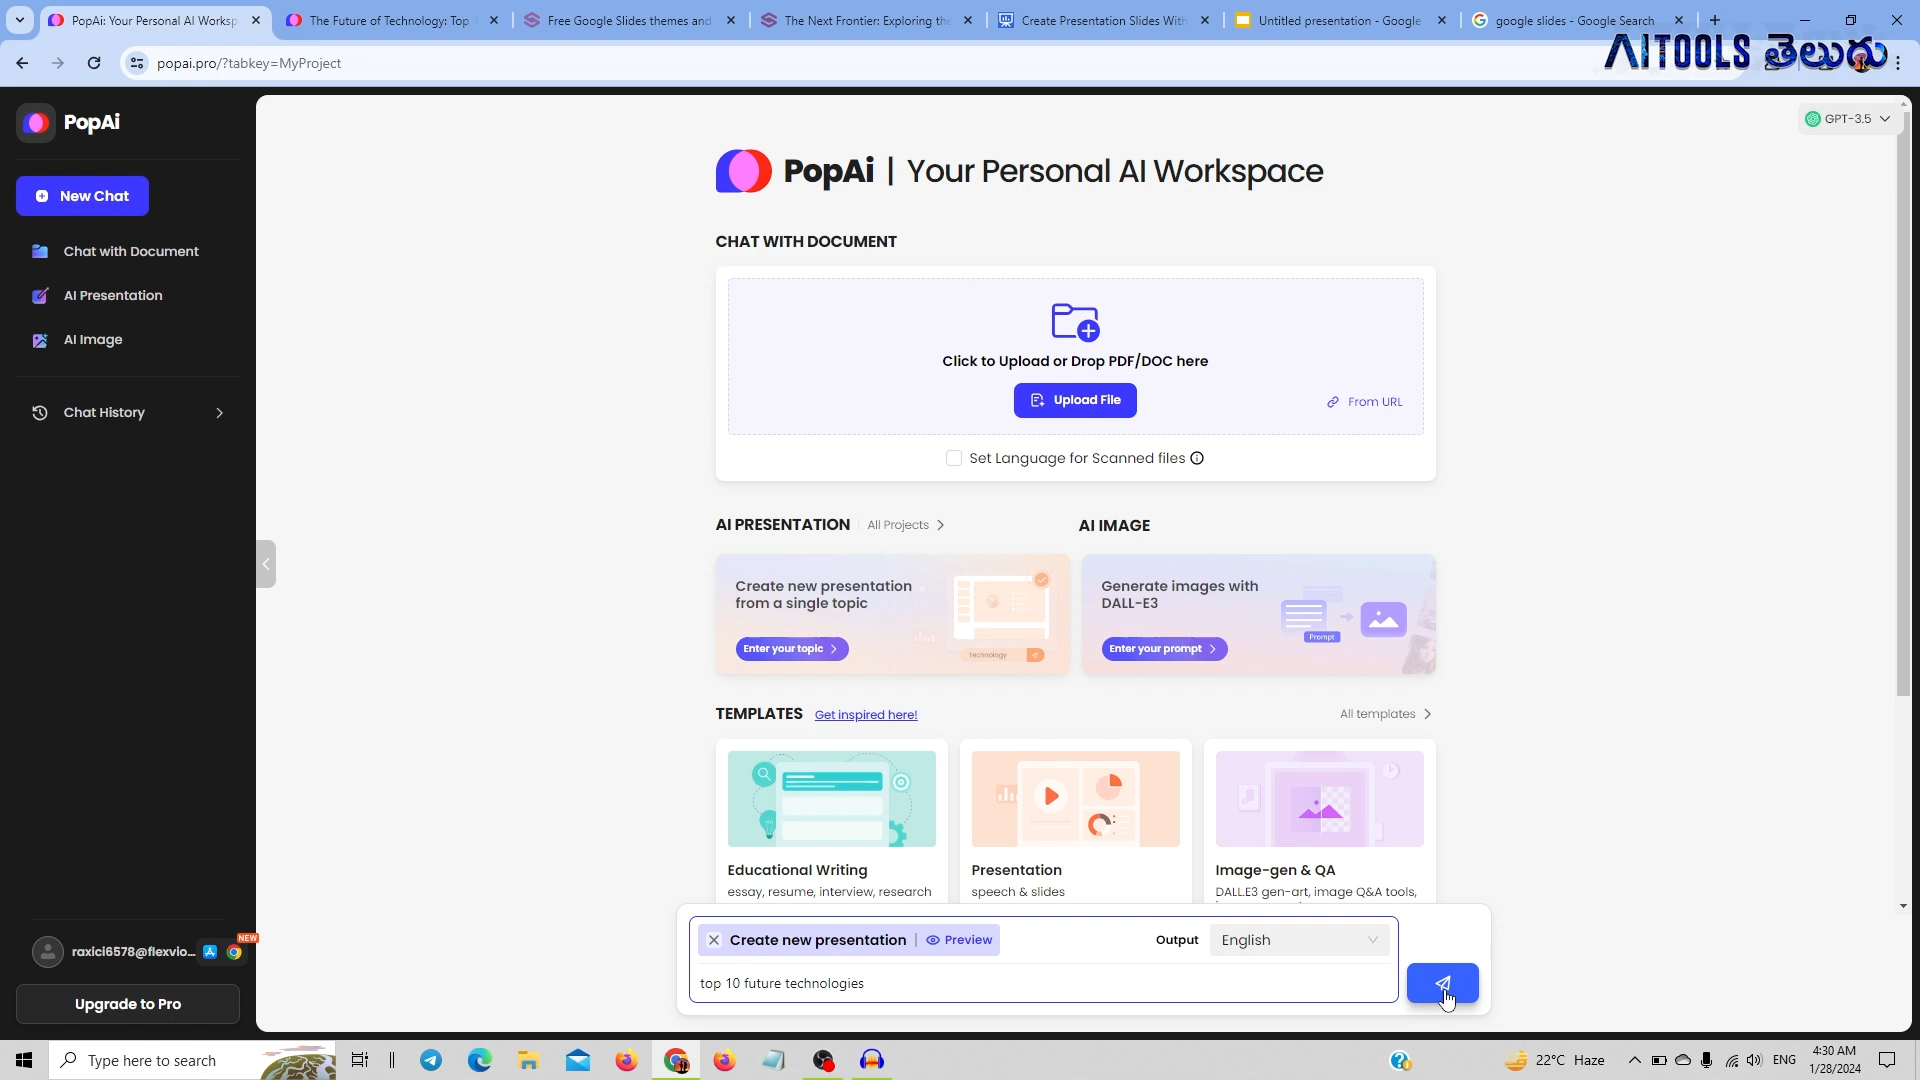 PopAi: Your Personal AI Worksp
The Future of Technology: Top 1
Free Google Slides themes and
The Next Frontier: Exploring the
Create Presentation Slides With
Untitled presentation - Google
google slides - Google Search
popai.pro/?tabkey=MyProject
AITOOLS తెలుగు
PopAi
GPT-3.5
PopAi | Your Personal AI Workspace
New Chat
CHAT WITH DOCUMENT
Chat with Document
AI Presentation
AI Image
Click to Upload or Drop PDF/DOC here
Upload File
From URL
Chat History
Set Language for Scanned files
AI PRESENTATION
All Projects
AI IMAGE
Create new presentation
from a single topic
Enter your topic
Technology
Generate images with
DALL-E3
Prompt
Enter your prompt
TEMPLATES
Get inspired here!
All templates
Educational Writing
essay, resume, interview, research
Presentation
speech & slides
Image-gen & QA
DALL.E3 gen-art, image Q&A tools,
Create new presentation | Preview
Output
English
top 10 future technologies
NEW
raxici6578@flexvio...
Upgrade to Pro
Type here to search
22°C Haze
ENG
4:30 AM
1/28/2024